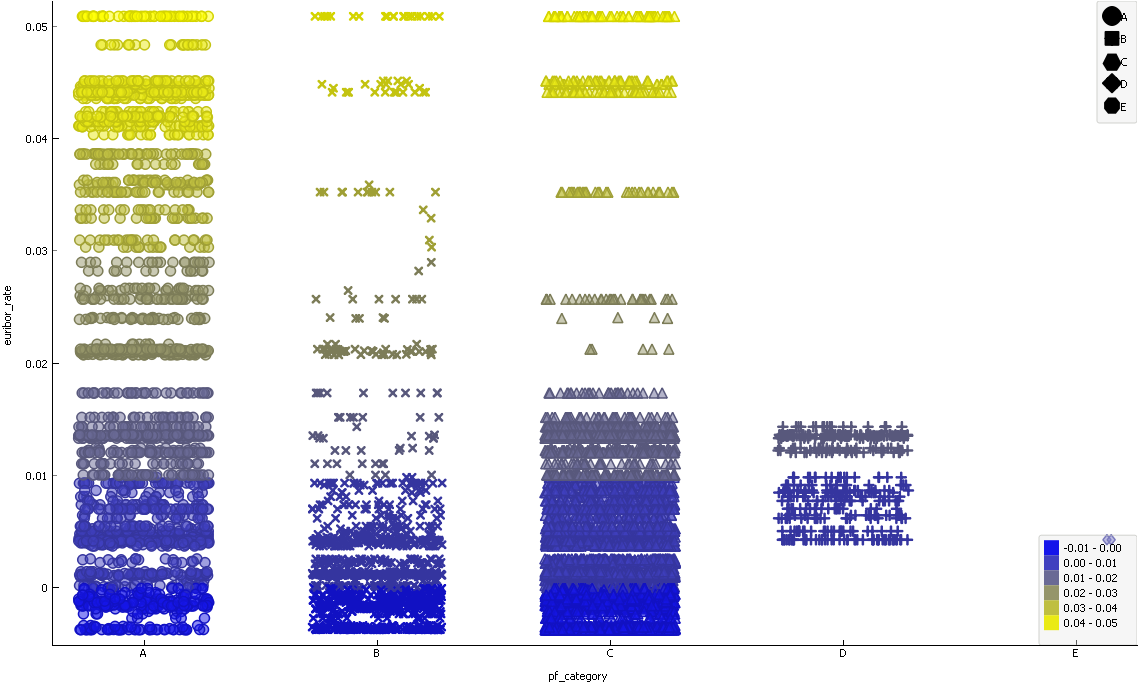 0.05
0.04
0.03
0.02
0.01
0
euribor_rate
A
B
C
D
E
pf_category
A
B
C
D
E
-0.01 - 0.00
0.00 - 0.01
0.01 - 0.02
0.02 - 0.03
0.03 - 0.04
0.04 - 0.05